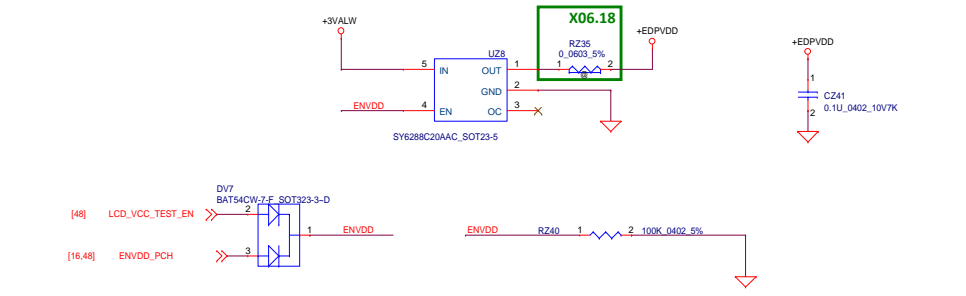 X06.18
+3VALW
+EDPVDD
RZ35
0_0603_5%
UZ8
5 IN OUT 1
1 2
@
GND 2
ENVDD 4 EN OC 3
SY6288C20AAC_SOT23-5
+EDPVDD
1
CZ41
0.1U_0402_10V7K
2
DV7
BAT54CW-7-F_SOT323-3~D
[48] LCD_VCC_TEST_EN 2
1 ENVDD
[16,48] ENVDD_PCH 3
ENVDD RZ40 1 2 100K_0402_5%